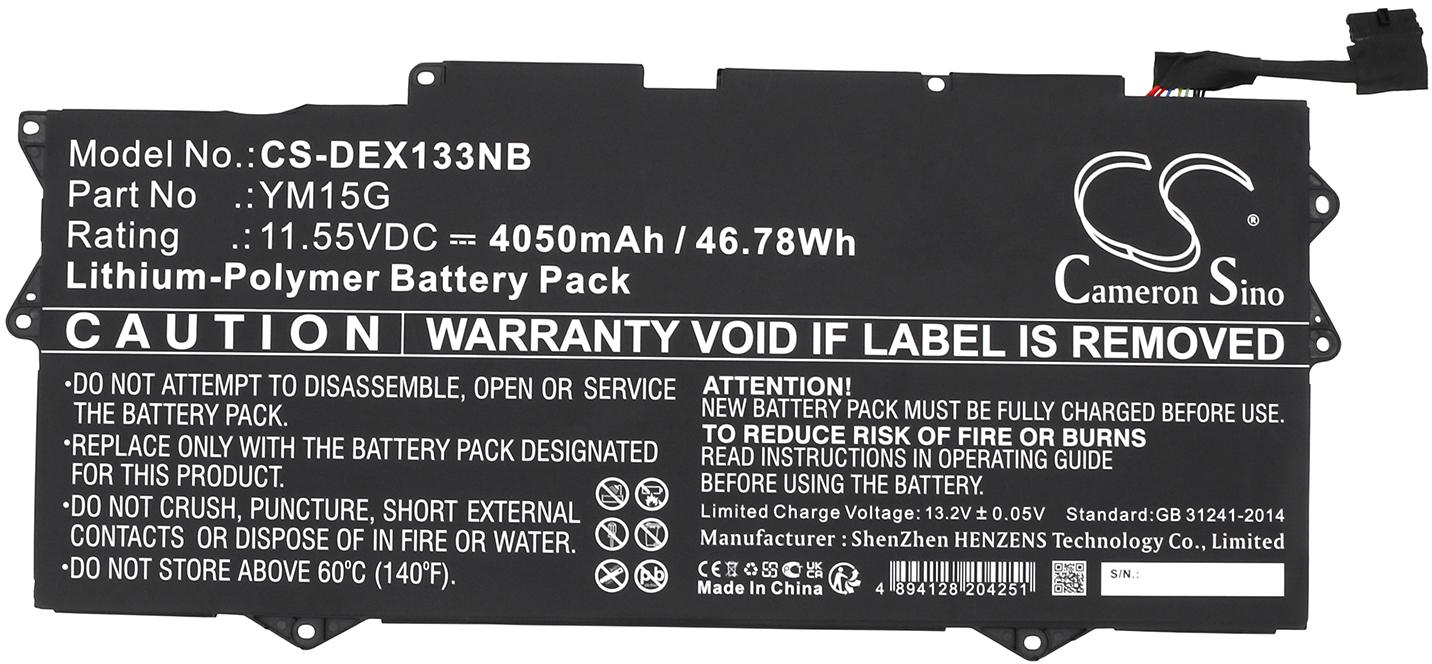 Model No.: CS-DEX133NB
Part No .: YM15G
Rating .: 11.55VDC ⎓ 4050mAh / 46.78Wh
Lithium-Polymer Battery Pack
CS ®
Cameron Sino
CAUTION WARRANTY VOID IF LABEL IS REMOVED
•DO NOT ATTEMPT TO DISASSEMBLE, OPEN OR SERVICE
THE BATTERY PACK.
•REPLACE ONLY WITH THE BATTERY PACK DESIGNATED
FOR THIS PRODUCT.
•DO NOT CRUSH, PUNCTURE, SHORT EXTERNAL
CONTACTS OR DISPOSE OF IN FIRE OR WATER.
•DO NOT STORE ABOVE 60°C (140°F).
Pb
ATTENTION!
NEW BATTERY PACK MUST BE FULLY CHARGED BEFORE USE.
TO REDUCE RISK OF FIRE OR BURNS
READ INSTRUCTIONS IN OPERATING GUIDE
BEFORE USING THE BATTERY.
Limited Charge Voltage: 13.2V ± 0.05V Standard:GB 31241-2014
Manufacturer : ShenZhen HENZENS Technology Co., Limited
CE UKCA
Made In China
4 894128 204251
S/N.: